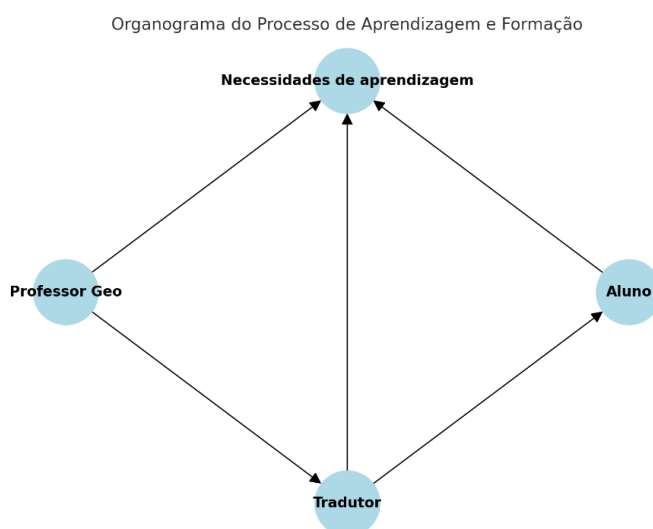 Organograma do Processo de Aprendizagem e Formação
Necessidades de aprendizagem
Professor Geo
Aluno
Tradutor